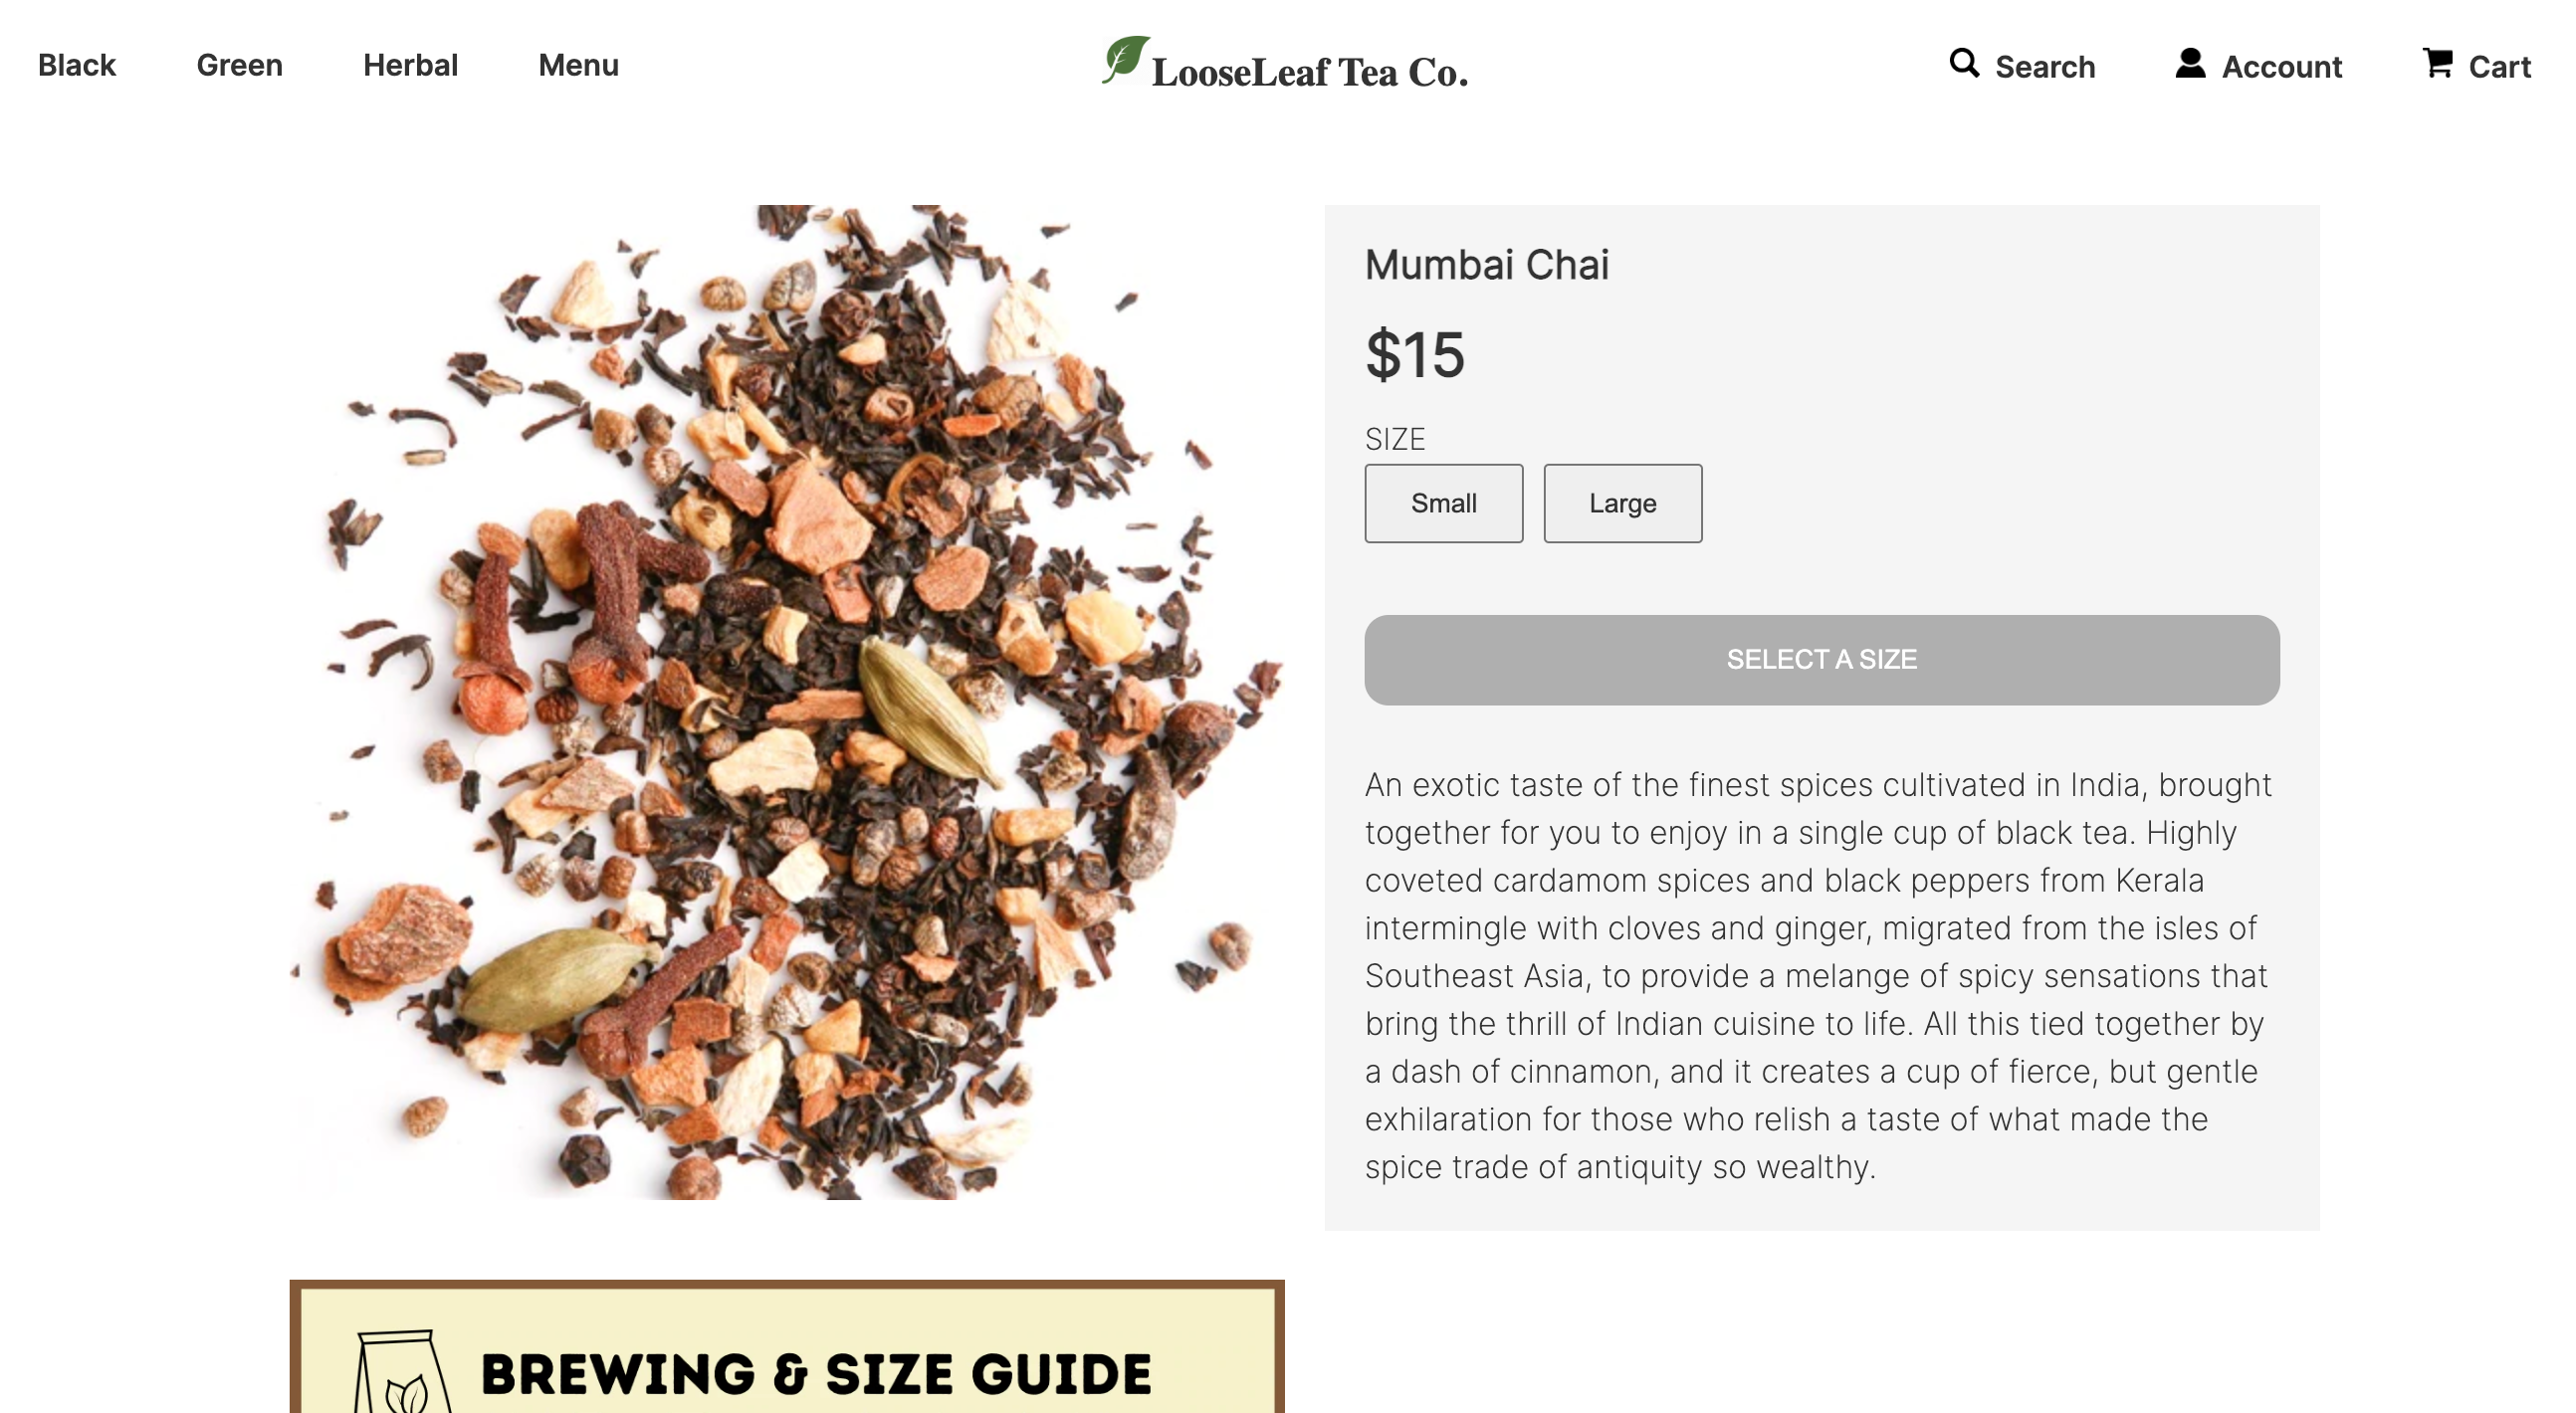 Black
Green
Herbal
Menu
LooseLeaf Tea Co.
Search
Account
Cart
Mumbai Chai
$15
SIZE
Small
Large
SELECT A SIZE
An exotic taste of the finest spices cultivated in India, brought
together for you to enjoy in a single cup of black tea. Highly
coveted cardamom spices and black peppers from Kerala
intermingle with cloves and ginger, migrated from the isles of
Southeast Asia, to provide a melange of spicy sensations that
bring the thrill of Indian cuisine to life. All this tied together by
a dash of cinnamon, and it creates a cup of fierce, but gentle
exhilaration for those who relish a taste of what made the
spice trade of antiquity so wealthy.
BREWING & SIZE GUIDE